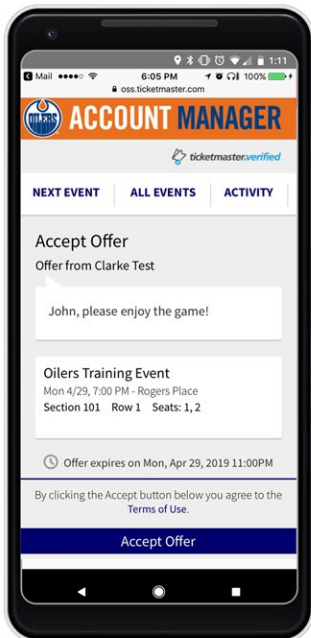 1:11
Mail 6:05 PM 100%
oss.ticketmaster.com
OILERS ACCOUNT MANAGER
ticketmaster.verified
NEXT EVENT ALL EVENTS ACTIVITY
Accept Offer
Offer from Clarke Test
John, please enjoy the game!
Oilers Training Event
Mon 4/29, 7:00 PM - Rogers Place
Section 101 Row 1 Seats: 1, 2
Offer expires on Mon, Apr 29, 2019 11:00PM
By clicking the Accept button below you agree to the
Terms of Use.
Accept Offer